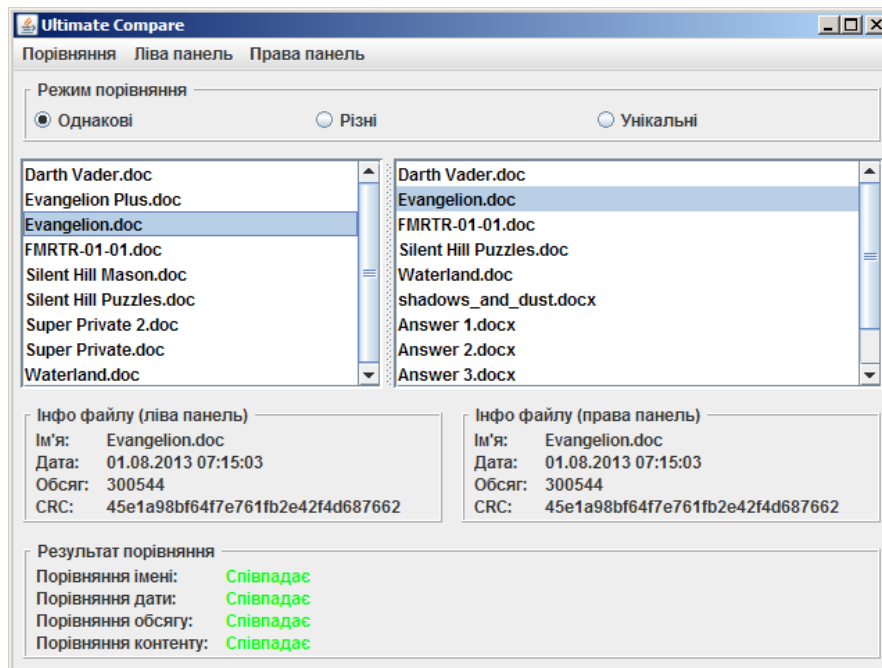 Ultimate Compare
Порівняння Ліва панель Права панель
Режим порівняння
Однакові Різні Унікальні
Darth Vader.doc
Evangelion Plus.doc
Evangelion.doc
FMRTR-01-01.doc
Silent Hill Mason.doc
Silent Hill Puzzles.doc
Super Private 2.doc
Super Private.doc
Waterland.doc
Darth Vader.doc
Evangelion.doc
FMRTR-01-01.doc
Silent Hill Puzzles.doc
Waterland.doc
shadows_and_dust.docx
Answer 1.docx
Answer 2.docx
Answer 3.docx
Інфо файлу (ліва панель)
Ім'я: Evangelion.doc
Дата: 01.08.2013 07:15:03
Обсяг: 300544
CRC: 45e1a98bf64f7e761fb2e42f4d687662
Інфо файлу (права панель)
Ім'я: Evangelion.doc
Дата: 01.08.2013 07:15:03
Обсяг: 300544
CRC: 45e1a98bf64f7e761fb2e42f4d687662
Результат порівняння
Порівняння імені: Співпадає
Порівняння дати: Співпадає
Порівняння обсягу: Співпадає
Порівняння контенту: Співпадає